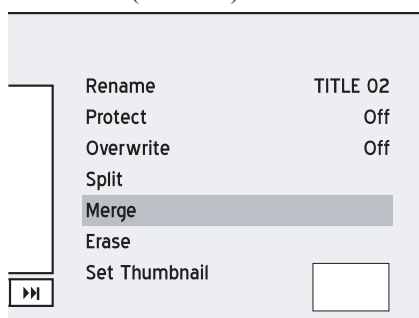 Rename TITLE 02
Protect Off
Overwrite Off
Split
Merge
Erase
Set Thumbnail